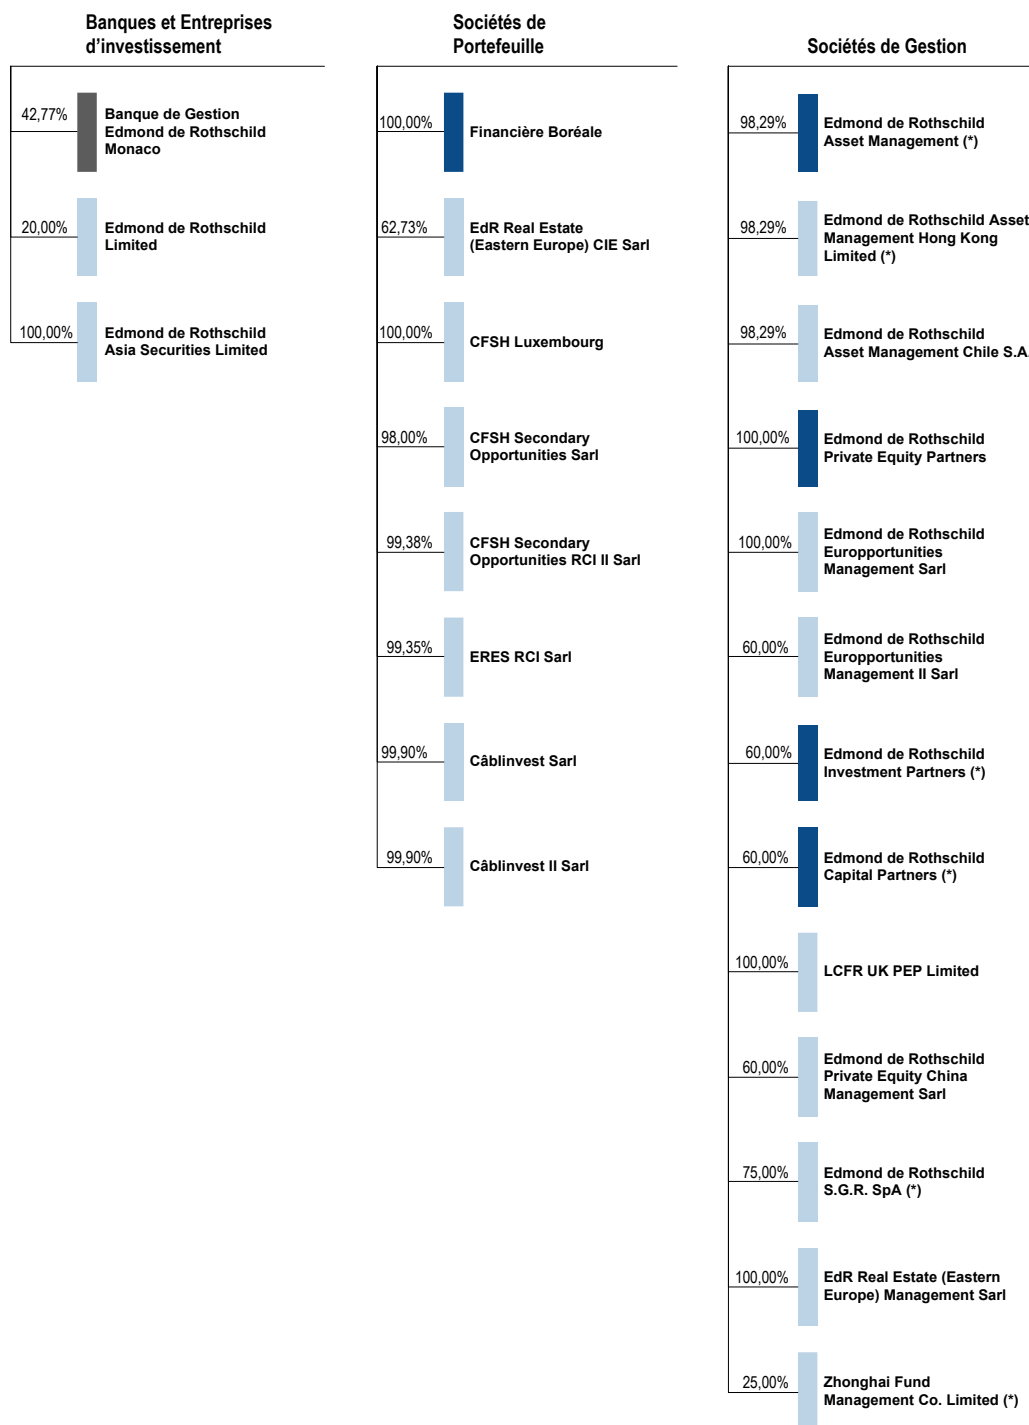 Banques et Entreprises
d'investissement
42,77%
Banque de Gestion
Edmond de Rothschild
Monaco
20,00%
Edmond de Rothschild
Limited
100,00%
Edmond de Rothschild
Asia Securities Limited
Sociétés de
Portefeuille
100,00%
Financière Boréale
62,73%
EdR Real Estate
(Eastern Europe) CIE Sarl
100,00%
CFSH Luxembourg
98,00%
CFSH Secondary
Opportunities Sarl
99,38%
CFSH Secondary
Opportunities RCI II Sarl
99,35%
ERES RCI Sarl
99,90%
Câblinvest Sarl
99,90%
Câblinvest II Sarl
Sociétés de Gestion
98,29%
Edmond de Rothschild
Asset Management (*)
98,29%
Edmond de Rothschild Asset
Management Hong Kong
Limited (*)
98,29%
Edmond de Rothschild
Asset Management Chile S.A.
100,00%
Edmond de Rothschild
Private Equity Partners
100,00%
Edmond de Rothschild
Europportunities
Management Sarl
60,00%
Edmond de Rothschild
Europportunities
Management II Sarl
60,00%
Edmond de Rothschild
Investment Partners (*)
60,00%
Edmond de Rothschild
Capital Partners (*)
100,00%
LCFR UK PEP Limited
60,00%
Edmond de Rothschild
Private Equity China
Management Sarl
75,00%
Edmond de Rothschild
S.G.R. SpA (*)
100,00%
EdR Real Estate (Eastern
Europe) Management Sarl
25,00%
Zhonghai Fund
Management Co. Limited (*)